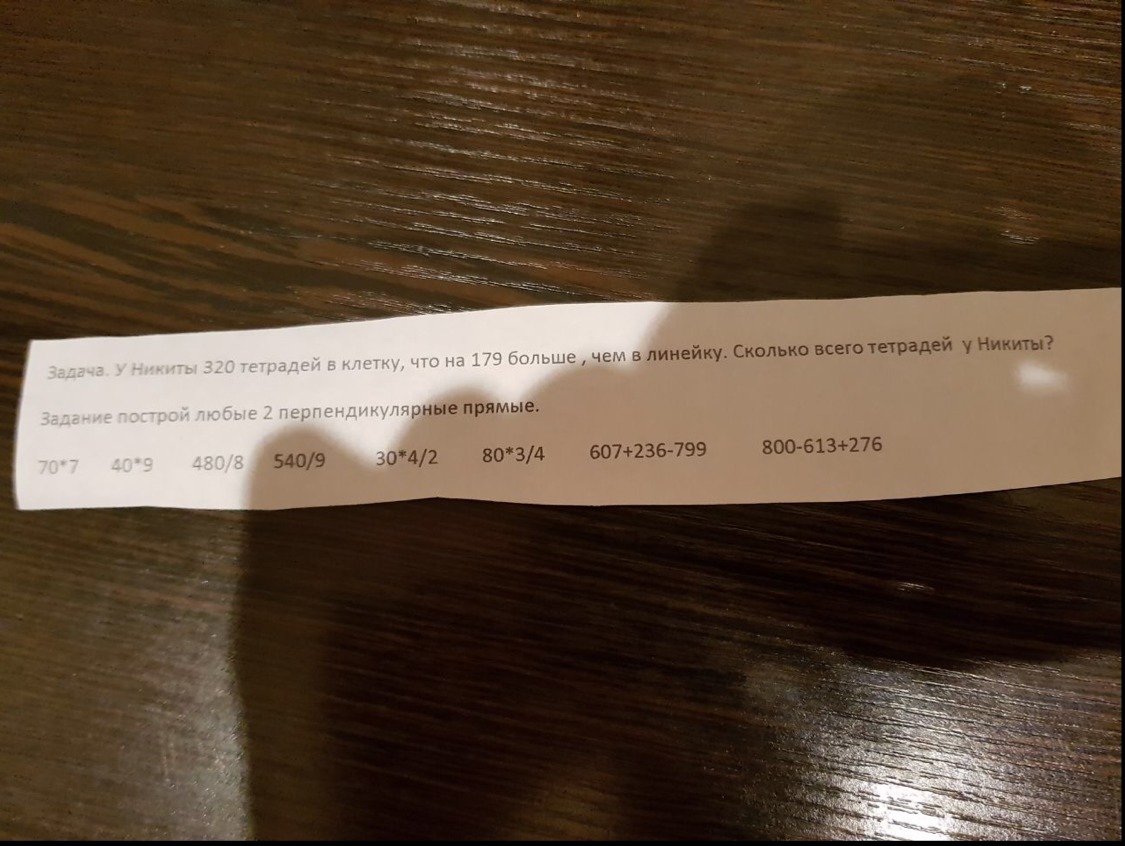 Задача. У Никиты 320 тетрадей в клетку, что на 179 больше , чем в линейку. Сколько всего тетрадей у Никиты?
Задание построй любые 2 перпендикулярные прямые.
70*7 40*9 480/8 540/9 30*4/2 80*3/4 607+236-799 800-613+276